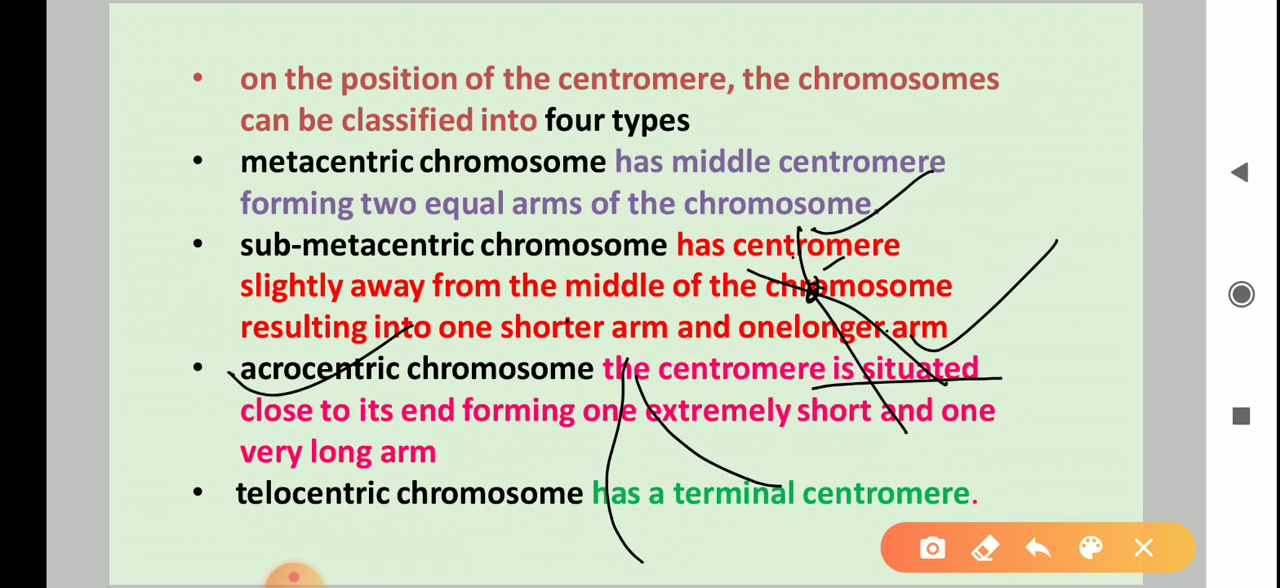 • on the position of the centromere, the chromosomes
can be classified into four types
• metacentric chromosome has middle centromere
forming two equal arms of the chromosome.
• sub-metacentric chromosome has centromere
slightly away from the middle of the chromosome
resulting into one shorter arm and onelonger arm
• acrocentric chromosome the centromere is situated
close to its end forming one extremely short and one
very long arm
• telocentric chromosome has a terminal centromere.